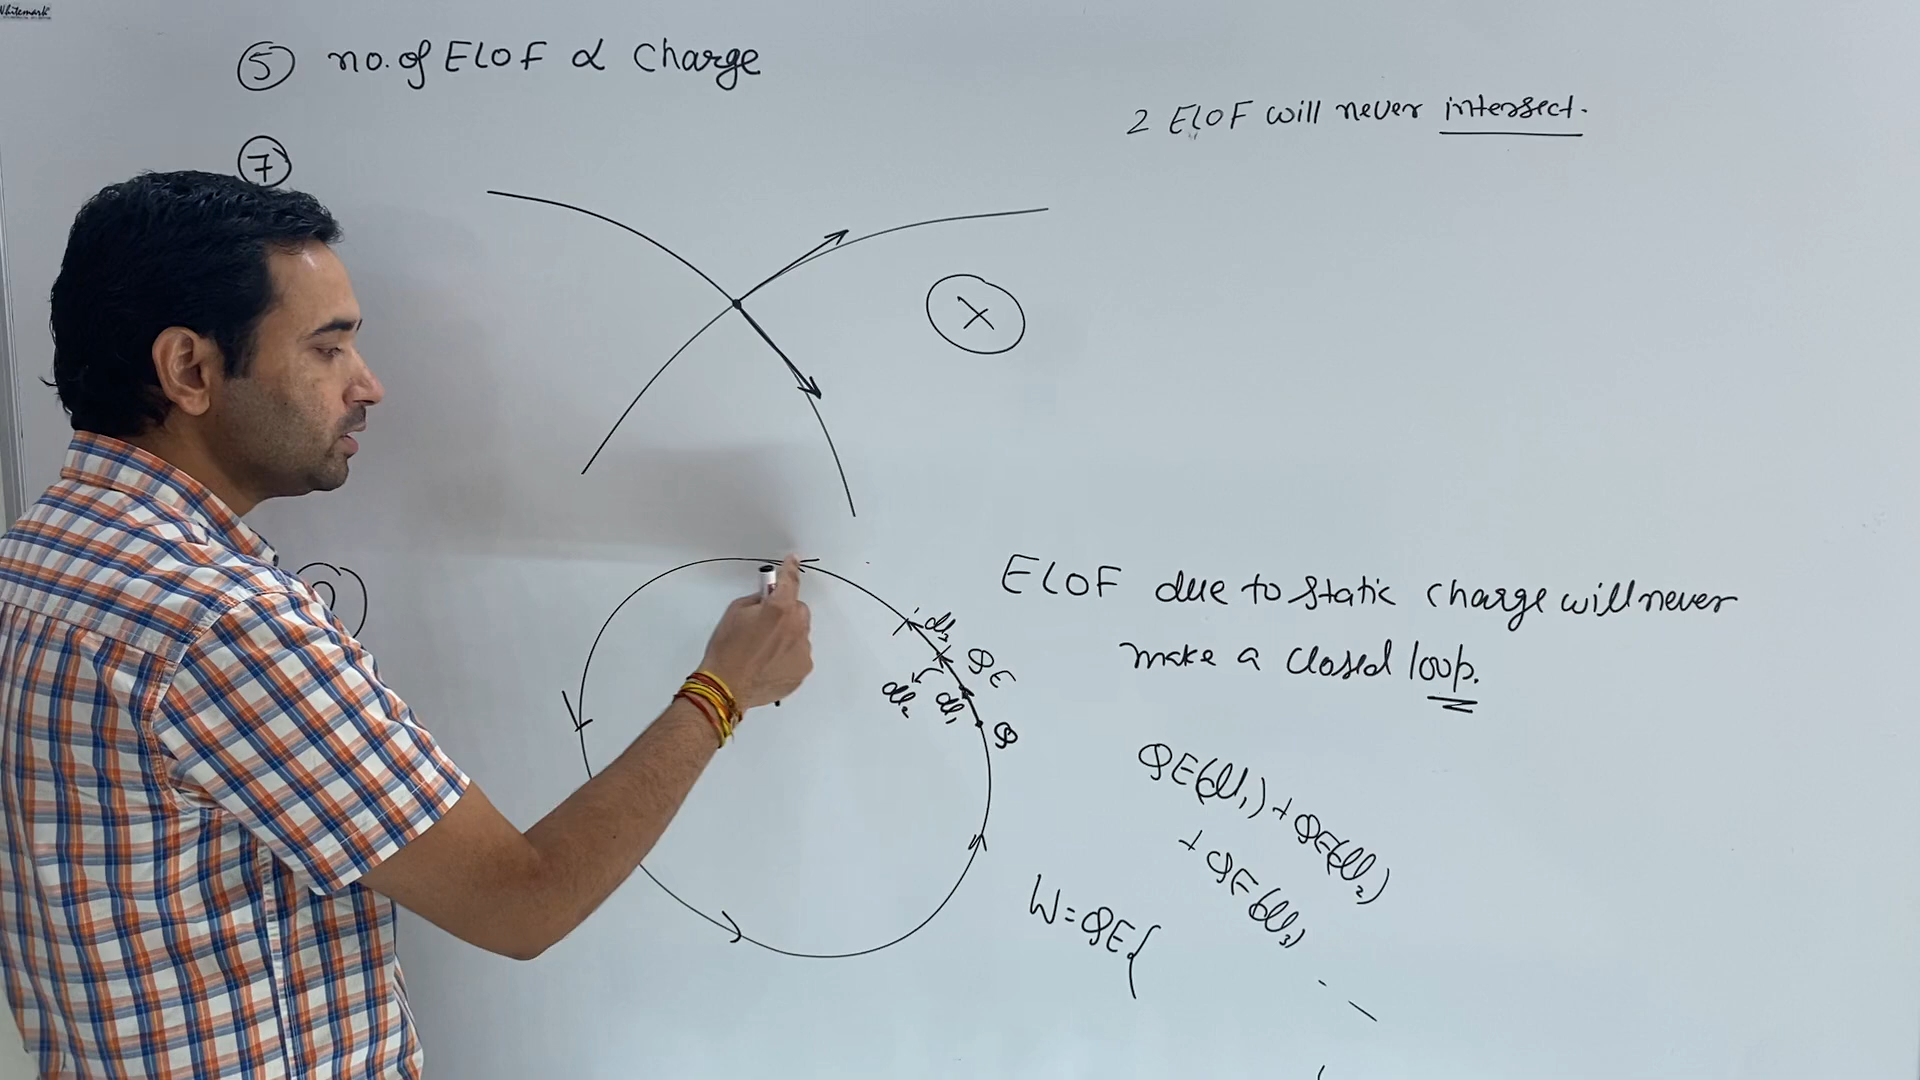 Whitemark
⑤ no. of ELOF ∝ Charge
2 ELOF will never intersect.
⑦
X
ELOF due to static charge will never
make a closed loop.
dl₃
QE
dl₂
dl₁
Q
QE(dl₁) + QE(dl₂)
+ QE(dl₃)
W = QE{